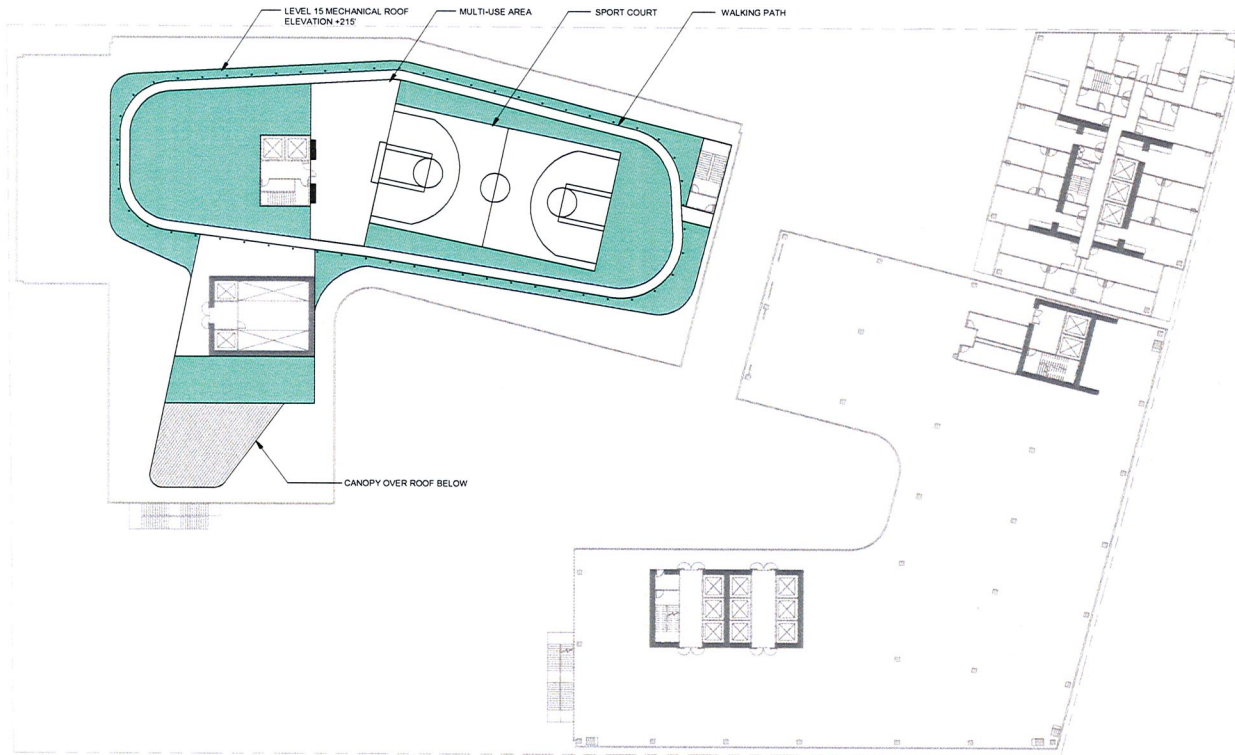 LEVEL 15 MECHANICAL ROOF
ELEVATION +215'
MULTI-USE AREA
SPORT COURT
WALKING PATH
CANOPY OVER ROOF BELOW